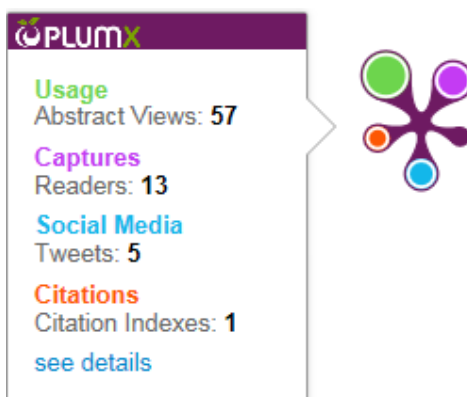 PLUMX
Usage
Abstract Views: 57
Captures
Readers: 13
Social Media
Tweets: 5
Citations
Citation Indexes: 1
see details